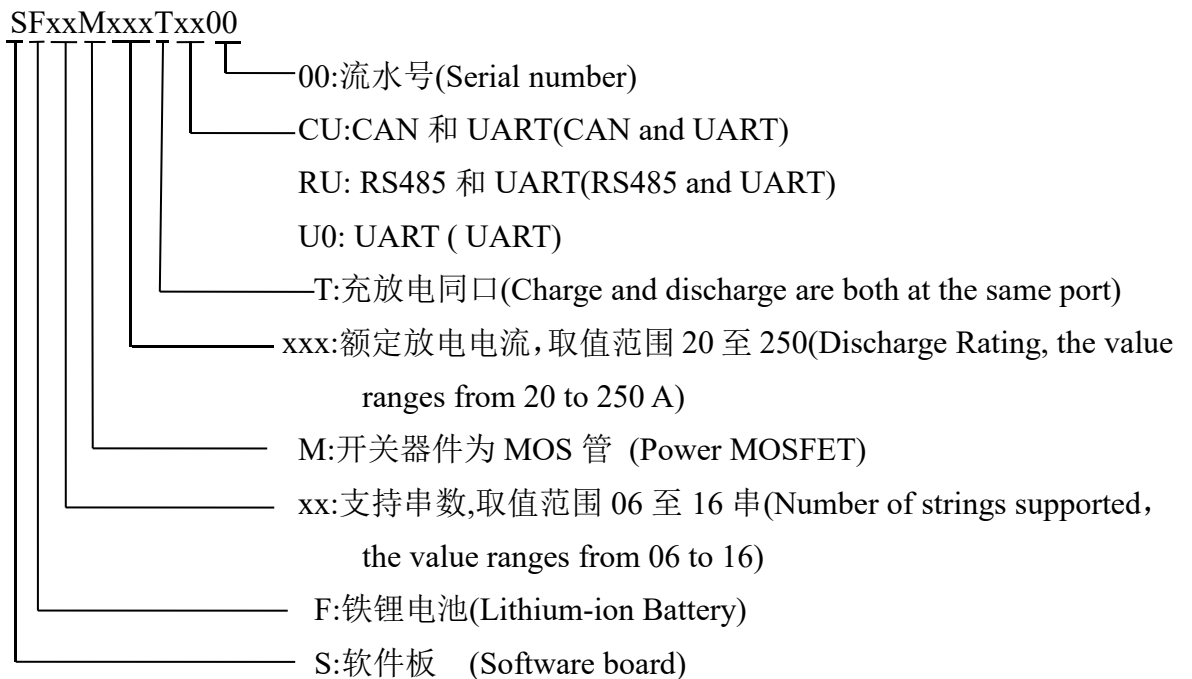 SFxxMxxxTxx00
00:流水号(Serial number)
CU:CAN 和 UART(CAN and UART)
RU: RS485 和 UART(RS485 and UART)
U0: UART ( UART)
T:充放电同口(Charge and discharge are both at the same port)
xxx:额定放电电流,取值范围 20 至 250(Discharge Rating, the value
ranges from 20 to 250 A)
M:开关器件为 MOS 管 (Power MOSFET)
xx:支持串数,取值范围 06 至 16 串(Number of strings supported,
the value ranges from 06 to 16)
F:铁锂电池(Lithium-ion Battery)
S:软件板 (Software board)